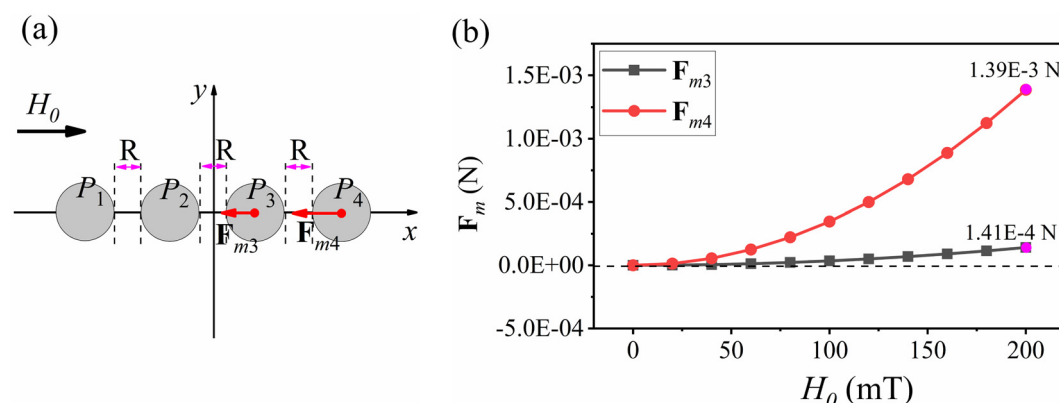 (a)
y
H₀
R R R
P₁ P₂ P₃ P₄
Fm3 Fm4
x
(b)
Fm3
Fm4
1.39E-3 N
1.41E-4 N
1.5E-03
1.0E-03
5.0E-04
0.0E+00
-5.0E-04
Fm (N)
0 50 100 150 200
H₀ (mT)